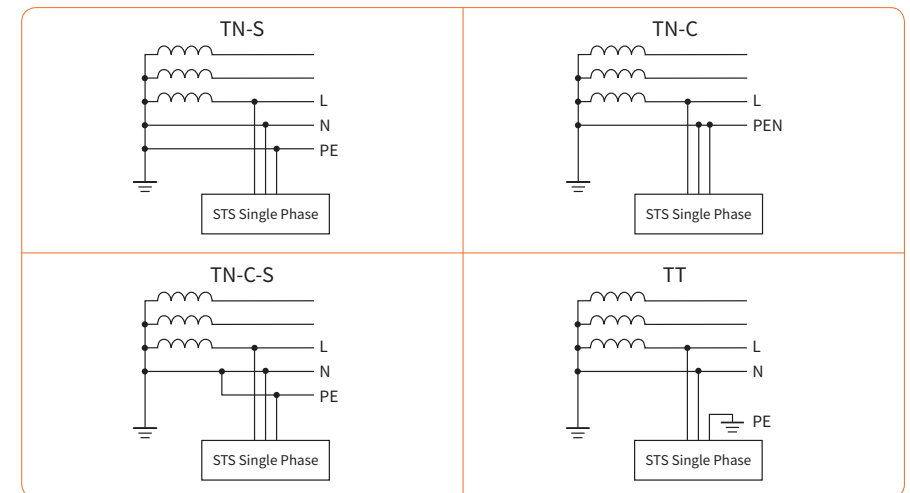 TN-S
L
N
PE
STS Single Phase
TN-C
L
PEN
STS Single Phase
TN-C-S
L
N
PE
STS Single Phase
TT
L
N
PE
STS Single Phase